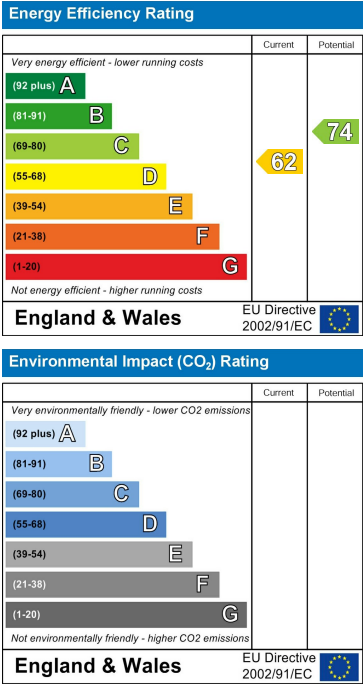 Energy Efficiency Rating
Current Potential
Very energy efficient - lower running costs
(92 plus) A
(81-91) B
(69-80) C
(55-68) D
(39-54) E
(21-38) F
(1-20) G
62
74
Not energy efficient - higher running costs
England & Wales
EU Directive
2002/91/EC
Environmental Impact (CO₂) Rating
Current Potential
Very environmentally friendly - lower CO2 emissions
(92 plus) A
(81-91) B
(69-80) C
(55-68) D
(39-54) E
(21-38) F
(1-20) G
Not environmentally friendly - higher CO2 emissions
England & Wales
EU Directive
2002/91/EC